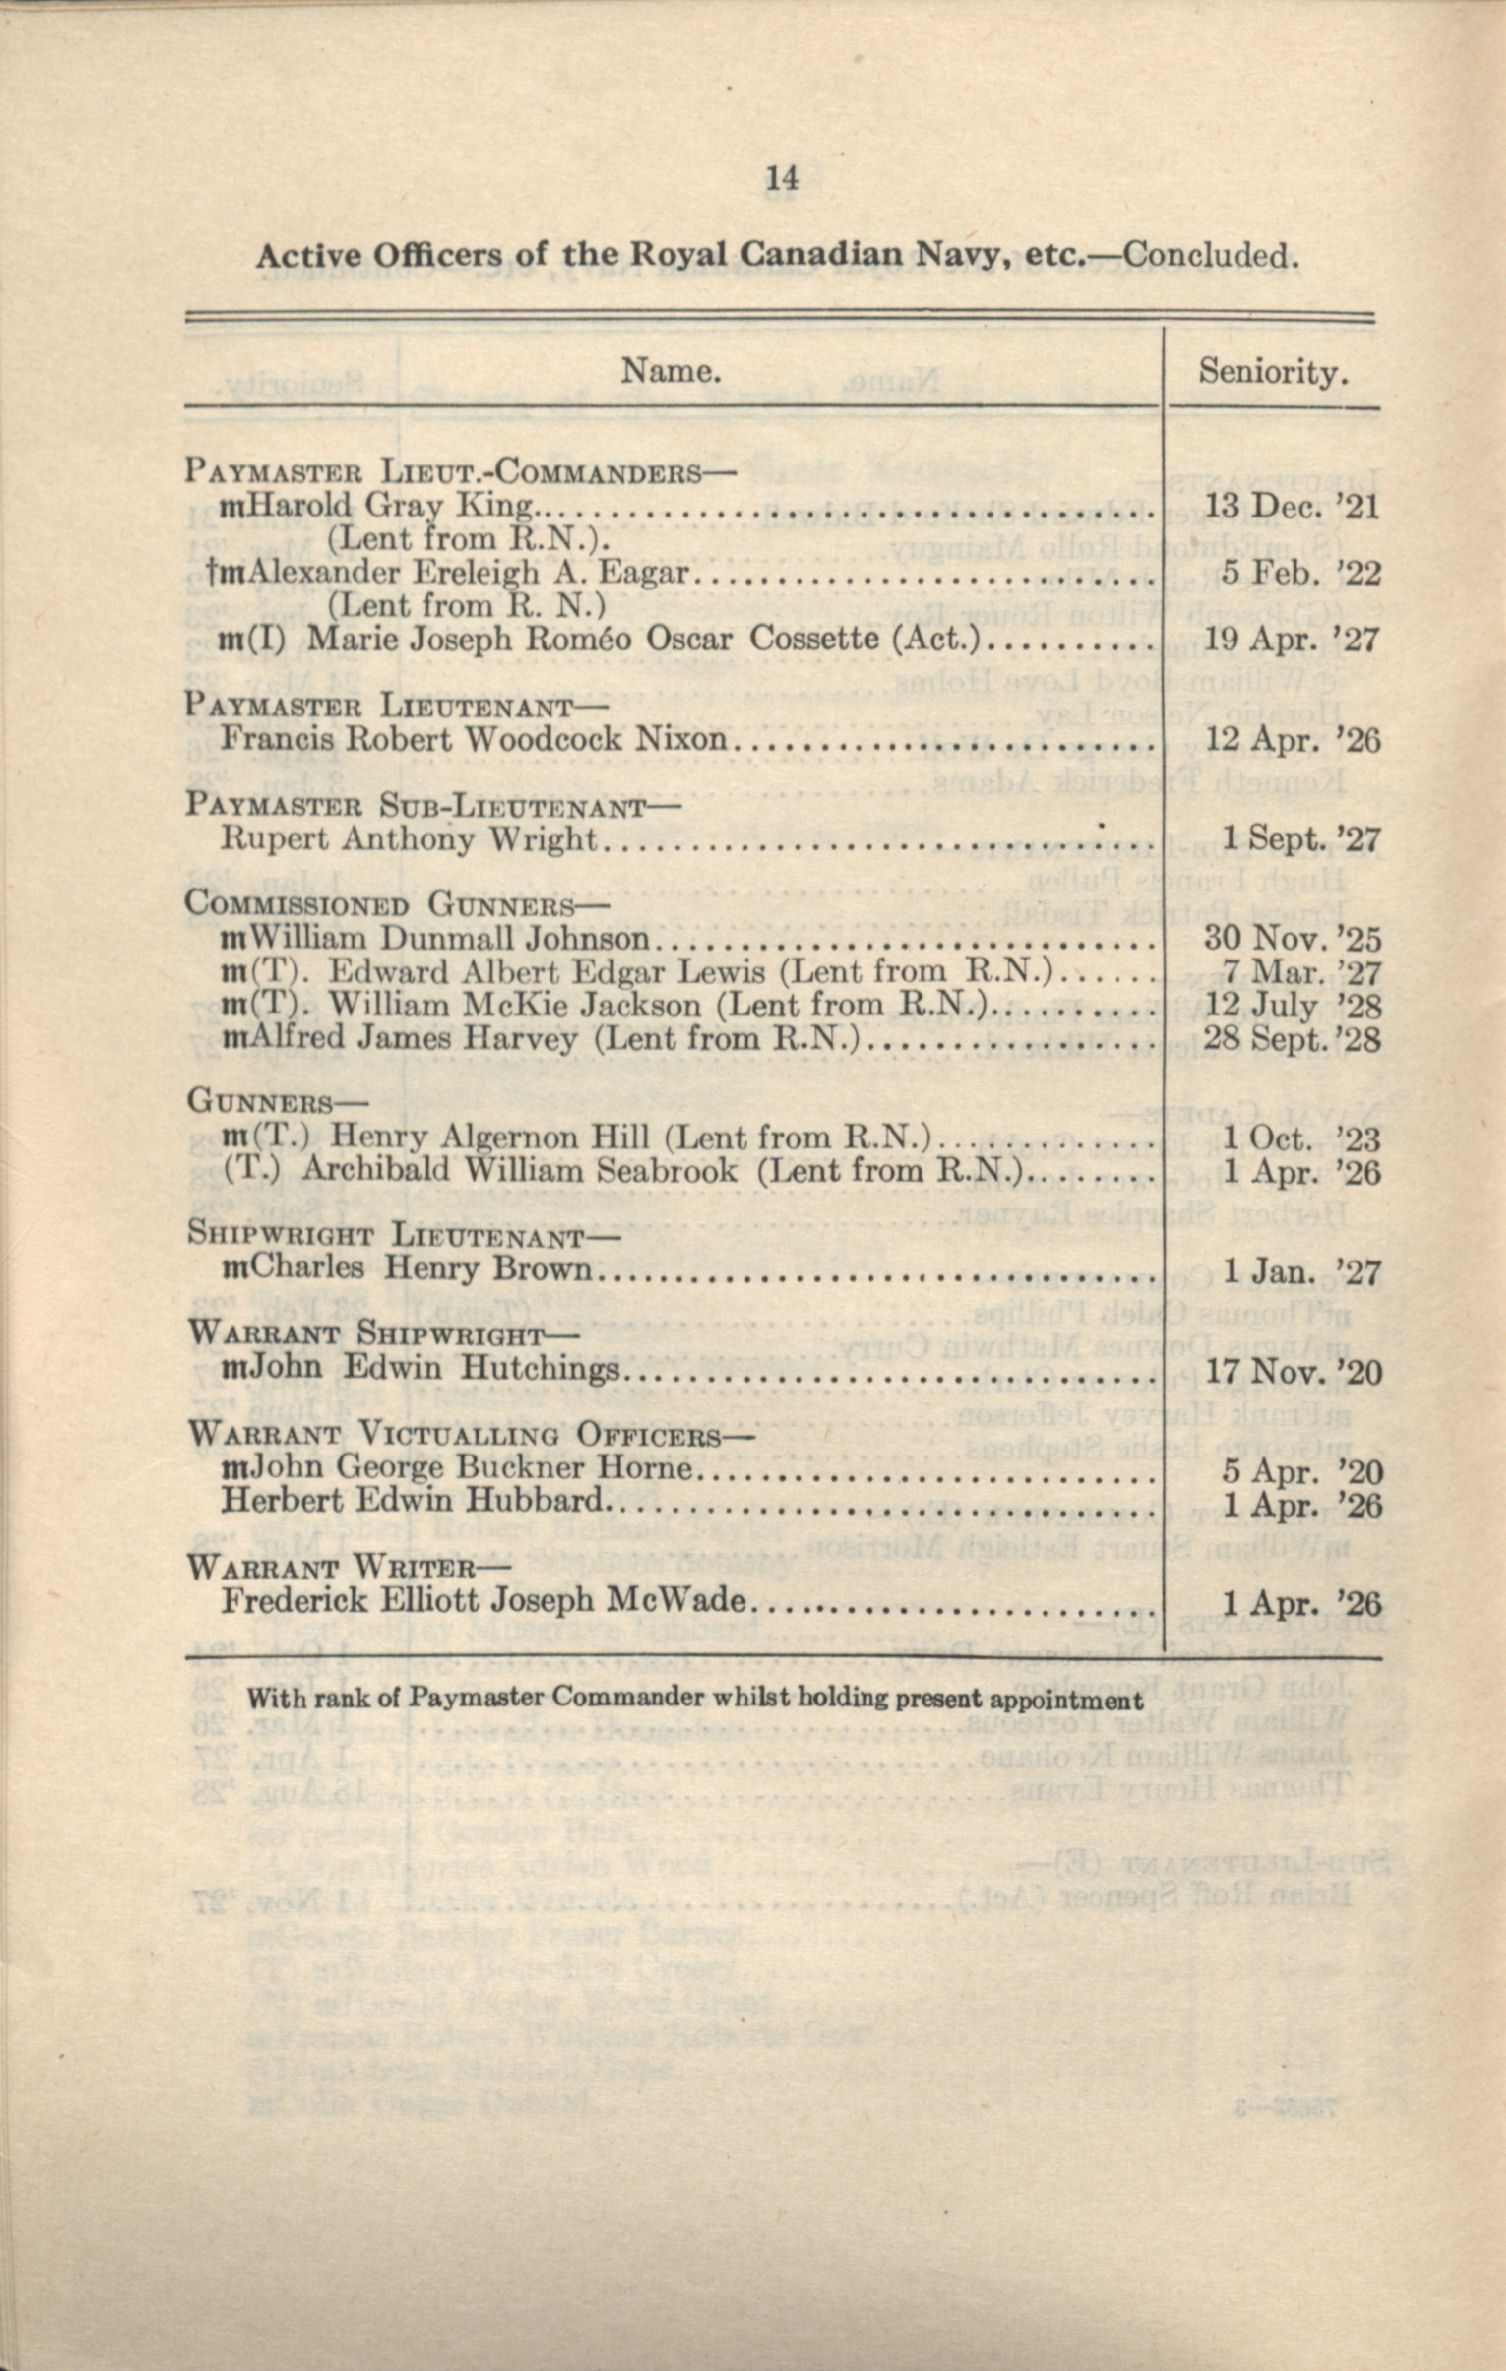 14
Active Officers of the Royal Canadian Navy, etc.—Concluded.
Name. Seniority.
PAYMASTER LIEUT.-COMMANDERS—
mHarold Gray King........................................ 13 Dec. '21
(Lent from R.N.).
†mAlexander Ereleigh A. Eagar........................... 5 Feb. '22
(Lent from R. N.)
m(I) Marie Joseph Roméo Oscar Cossette (Act.).......... 19 Apr. '27
PAYMASTER LIEUTENANT—
Francis Robert Woodcock Nixon......................... 12 Apr. '26
PAYMASTER SUB-LIEUTENANT—
Rupert Anthony Wright................................ 1 Sept. '27
COMMISSIONED GUNNERS—
mWilliam Dunmall Johnson............................. 30 Nov. '25
m(T). Edward Albert Edgar Lewis (Lent from R.N.)...... 7 Mar. '27
m(T). William McKie Jackson (Lent from R.N.).......... 12 July '28
mAlfred James Harvey (Lent from R.N.)................. 28 Sept. '28
GUNNERS—
m(T.) Henry Algernon Hill (Lent from R.N.)............. 1 Oct. '23
(T.) Archibald William Seabrook (Lent from R.N.)........ 1 Apr. '26
SHIPWRIGHT LIEUTENANT—
mCharles Henry Brown................................. 1 Jan. '27
WARRANT SHIPWRIGHT—
mJohn Edwin Hutchings............................... 17 Nov. '20
WARRANT VICTUALLING OFFICERS—
mJohn George Buckner Horne........................... 5 Apr. '20
Herbert Edwin Hubbard................................ 1 Apr. '26
WARRANT WRITER—
Frederick Elliott Joseph McWade........................ 1 Apr. '26
With rank of Paymaster Commander whilst holding present appointment